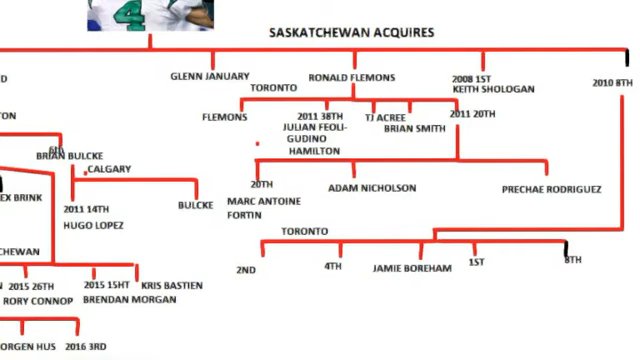 4
SASKATCHEWAN ACQUIRES
D
GLENN JANUARY
RONALD FLEMONS
2008 1ST
KEITH SHOLOGAN
2010 8TH
TORONTO
TON
FLEMONS
2011 38TH
JULIAN FEOLI-
GUDINO
HAMILTON
TJ ACREE
BRIAN SMITH
2011 20TH
6th
BRIAN BULCKE
CALGARY
EX BRINK
2011 14TH
HUGO LOPEZ
BULCKE
20TH
MARC ANTOINE
FORTIN
ADAM NICHOLSON
PRECHAE RODRIGUEZ
TORONTO
CHEWAN
2ND
4TH
JAMIE BOREHAM
1ST
8TH
N
2015 26TH
RORY CONNOP
2015 15HT
BRENDAN MORGAN
KRIS BASTIEN
ORGEN HUS
2016 3RD